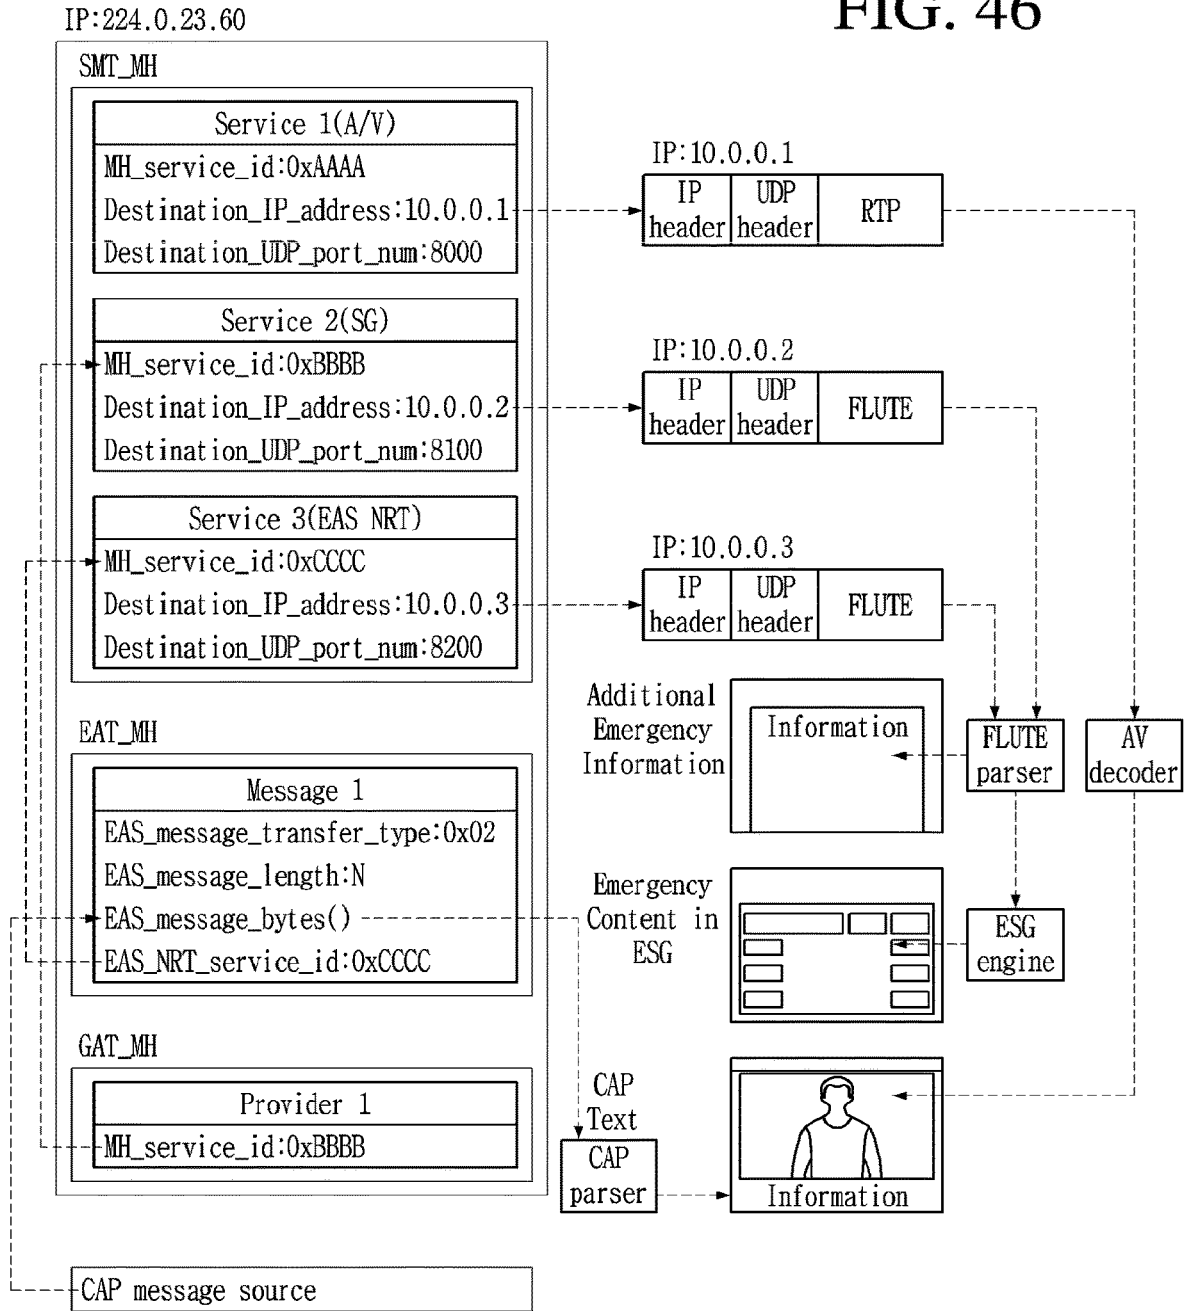 FIG. 46
IP:224.0.23.60
SMT_MH
Service 1(A/V)
MH_service_id:0xAAAA
Destination_IP_address:10.0.0.1
Destination_UDP_port_num:8000
IP:10.0.0.1
IP header
UDP header
RTP
Service 2(SG)
MH_service_id:0xBBBB
Destination_IP_address:10.0.0.2
Destination_UDP_port_num:8100
IP:10.0.0.2
IP header
UDP header
FLUTE
Service 3(EAS NRT)
MH_service_id:0xCCCC
Destination_IP_address:10.0.0.3
Destination_UDP_port_num:8200
IP:10.0.0.3
IP header
UDP header
FLUTE
Additional
Emergency
Information
Information
FLUTE
parser
AV
decoder
EAT_MH
Message 1
EAS_message_transfer_type:0x02
EAS_message_length:N
EAS_message_bytes()
EAS_NRT_service_id:0xCCCC
Emergency
Content in
ESG
ESG
engine
GAT_MH
Provider 1
MH_service_id:0xBBBB
CAP
Text
CAP
parser
Information
CAP message source